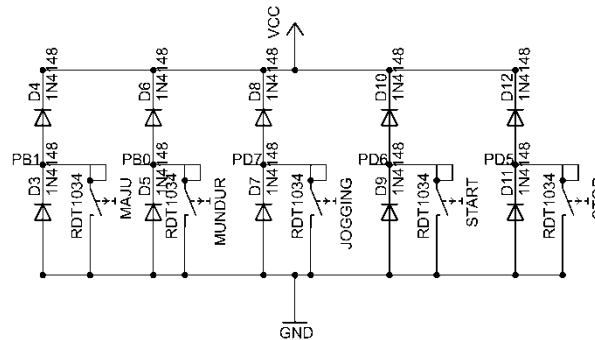 VCC
D4
1N4148
D6
1N4148
D8
1N4148
D10
1N4148
D12
1N4148
PB1
PB0
PD7
PD6
PD5
D3
1N4148
RDT1034
MAJU
D5
1N4148
RDT1034
MUNDUR
D7
1N4148
RDT1034
JOGGING
D9
1N4148
RDT1034
START
D11
1N4148
RDT1034
STOP
GND